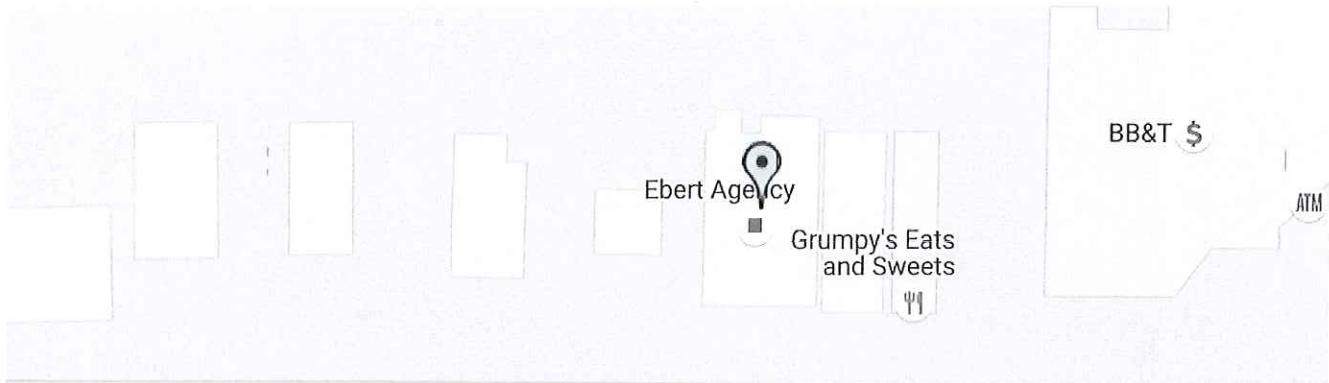 BB&T $
ATM
Ebert Agency
Grumpy's Eats
and Sweets